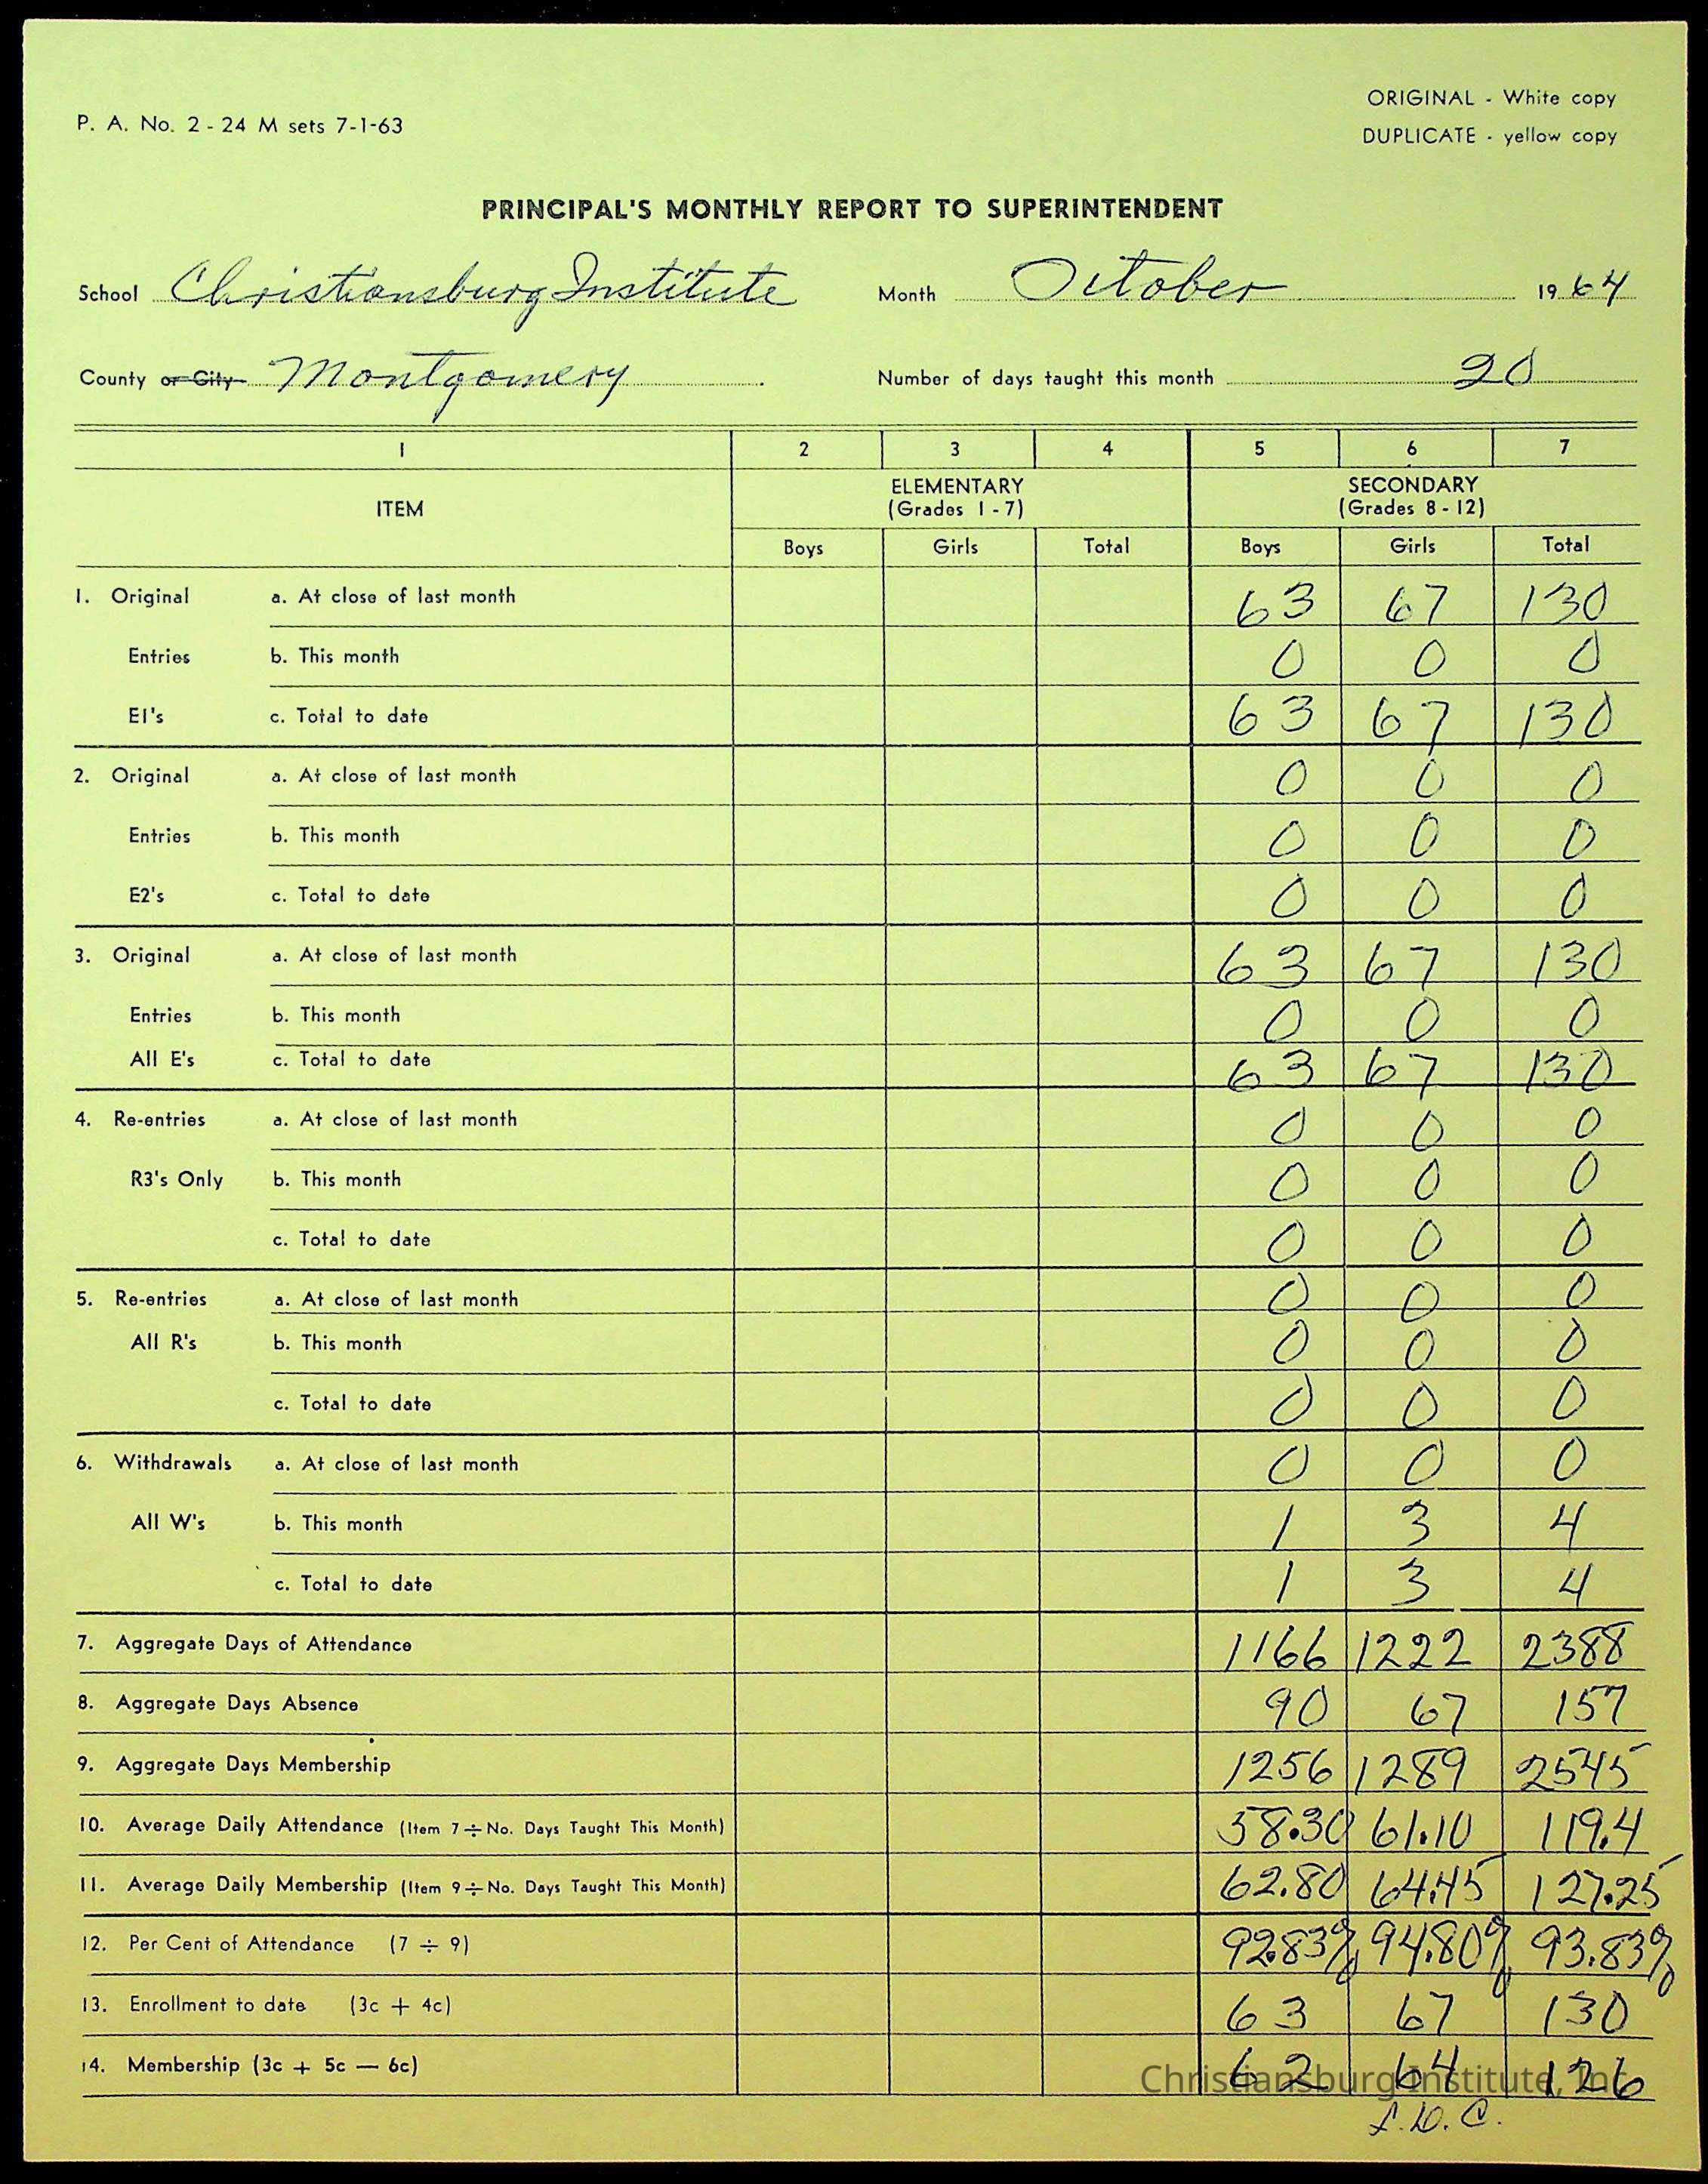 P. A. No. 2 - 24 M sets 7-1-63
ORIGINAL - White copy
DUPLICATE - yellow copy
PRINCIPAL'S MONTHLY REPORT TO SUPERINTENDENT
School Christiansburg Institute Month October 1964
County or City Montgomery Number of days taught this month 20
1 2 3 4 5 6 7
ITEM ELEMENTARY (Grades 1 - 7) SECONDARY (Grades 8 - 12)
Boys Girls Total Boys Girls Total
1. Original a. At close of last month 63 67 130
Entries b. This month 0 0 0
E1's c. Total to date 63 67 130
2. Original a. At close of last month 0 0 0
Entries b. This month 0 0 0
E2's c. Total to date 0 0 0
3. Original a. At close of last month 63 67 130
Entries b. This month 0 0 0
All E's c. Total to date 63 67 130
4. Re-entries a. At close of last month 0 0 0
R3's Only b. This month 0 0 0
c. Total to date 0 0 0
5. Re-entries a. At close of last month 0 0 0
All R's b. This month 0 0 0
c. Total to date 0 0 0
6. Withdrawals a. At close of last month 0 0 0
All W's b. This month 1 3 4
c. Total to date 1 3 4
7. Aggregate Days of Attendance 1166 1222 2388
8. Aggregate Days Absence 90 67 157
9. Aggregate Days Membership 1256 1289 2545
10. Average Daily Attendance (Item 7 ÷ No. Days Taught This Month) 58.30 61.10 119.4
11. Average Daily Membership (Item 9 ÷ No. Days Taught This Month) 62.80 64.45 127.25
12. Per Cent of Attendance (7 ÷ 9) 92.83% 94.80% 93.83%
13. Enrollment to date (3c + 4c) 63 67 130
14. Membership (3c + 5c — 6c) 62 64 126
Christiansburg Institute, Inc.